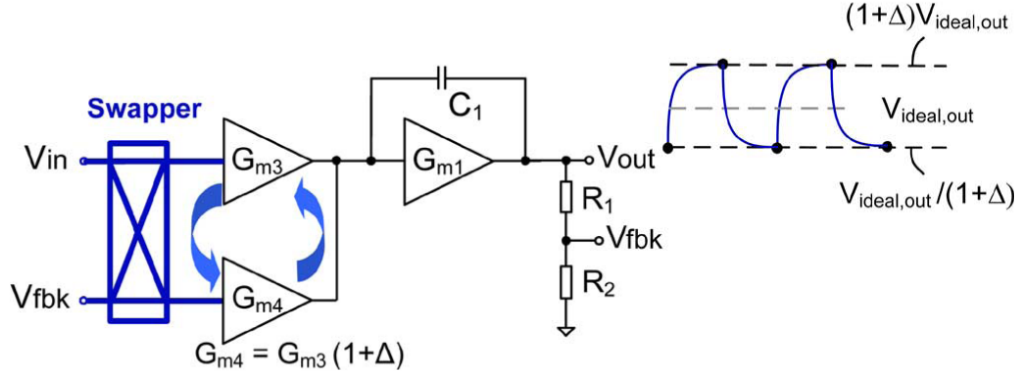 (1+Δ)Videal,out
Swapper
C1
Vin
Gm3
Gm1
Vout
Videal,out
R1
Videal,out/(1+Δ)
Vfbk
R2
Vfbk
Gm4
Gm4 = Gm3 (1+Δ)